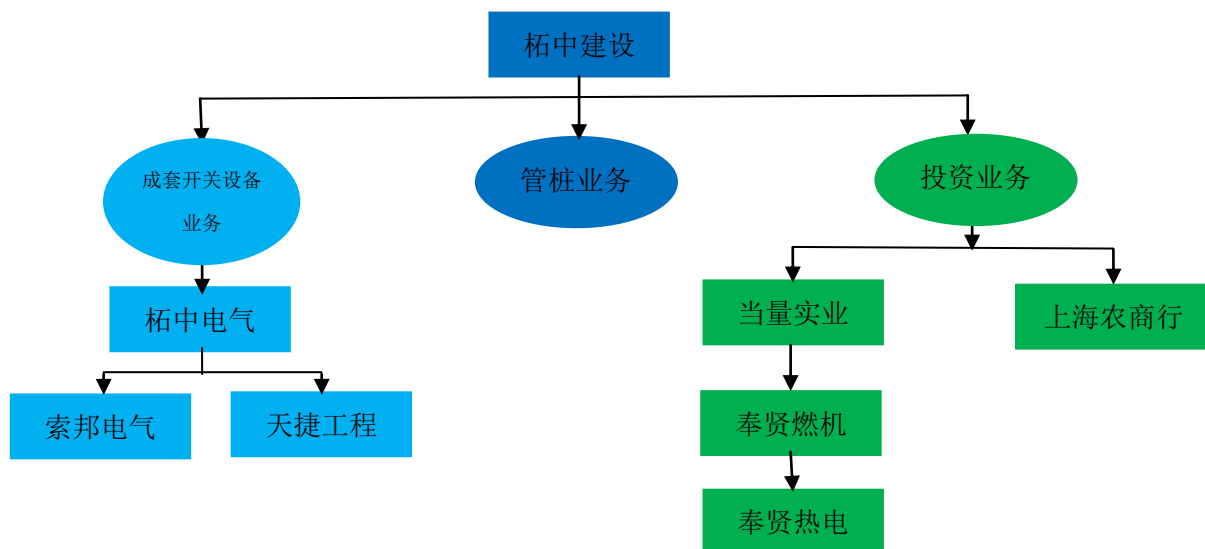 柘中建设
成套开关设备
业务
管桩业务
投资业务
柘中电气
当量实业
上海农商行
索邦电气
天捷工程
奉贤燃机
奉贤热电